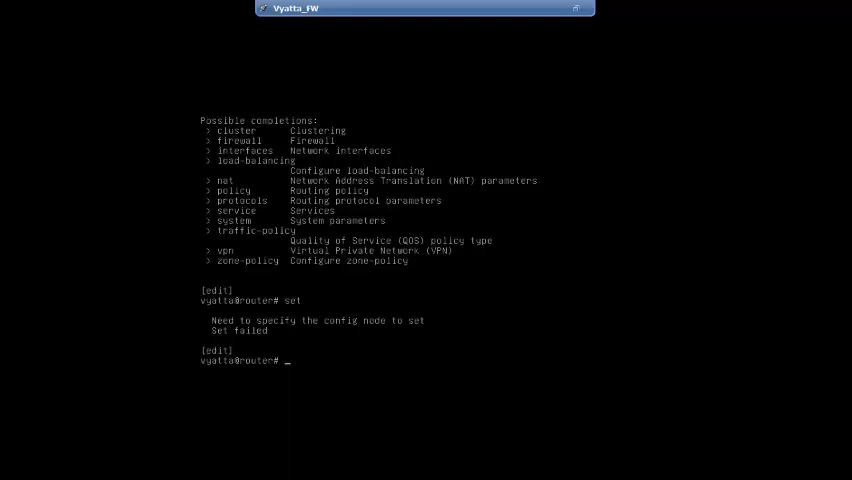 Vyatta_FW
Possible completions:
> cluster Clustering
> firewall Firewall
> interfaces Network interfaces
> load-balancing
Configure load-balancing
> nat Network Address Translation (NAT) parameters
> policy Routing policy
> protocols Routing protocol parameters
> service Services
> system System parameters
> traffic-policy
Quality of Service (QOS) policy type
> vpn Virtual Private Network (VPN)
> zone-policy Configure zone-policy
[edit]
vyatta@router# set
Need to specify the config node to set
Set failed
[edit]
vyatta@router# _